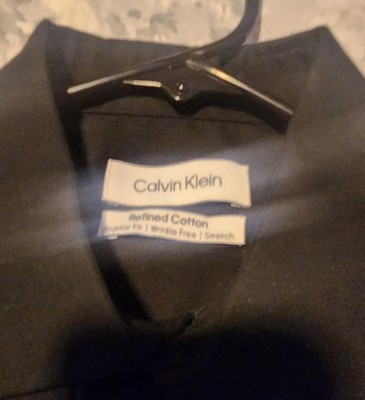 Calvin Klein
Refined Cotton
Regular Fit | Wrinkle Free | Stretch